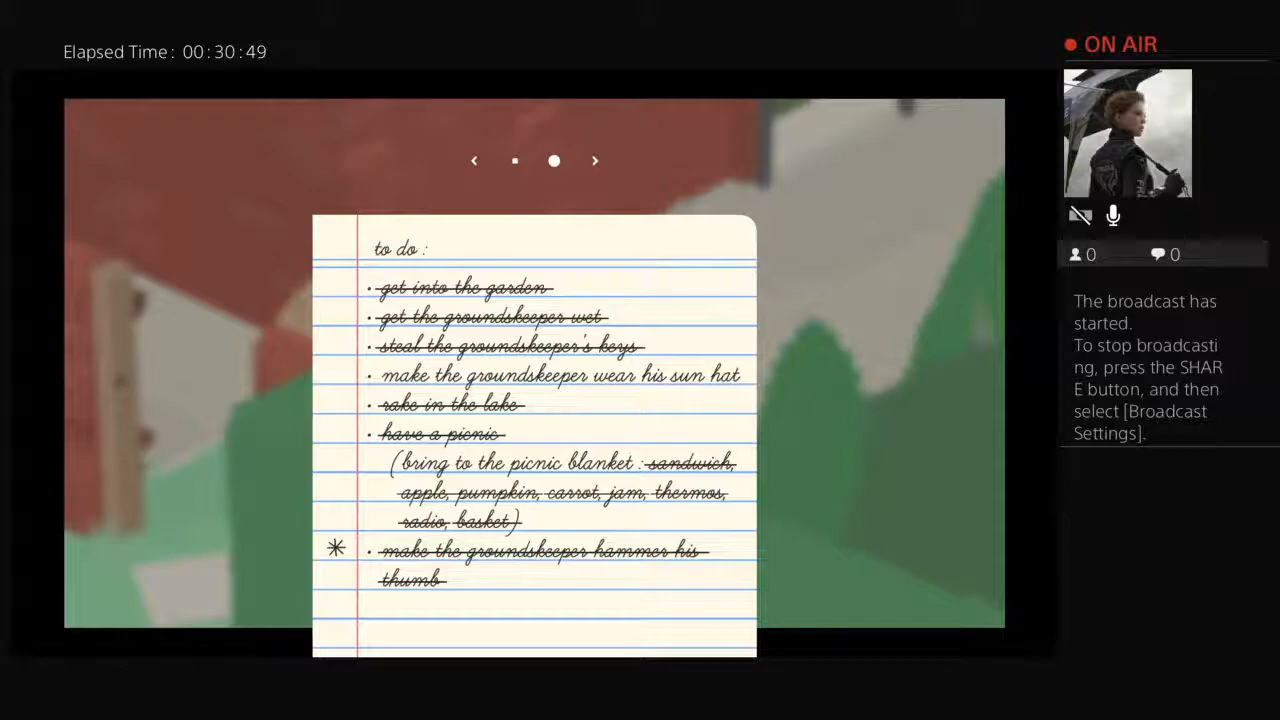 Elapsed Time: 00:30:49
ON AIR
to do :
· get into the garden
· get the groundskeeper wet
· steal the groundskeeper's keys
· make the groundskeeper wear his sun hat
· rake in the lake
· have a picnic
(bring to the picnic blanket : sandwich,
apple, pumpkin, carrot, jam, thermos,
radio, basket)
· make the groundskeeper hammer his
thumb
0 0
The broadcast has
started.
To stop broadcasti
ng, press the SHAR
E button, and then
select [Broadcast
Settings].